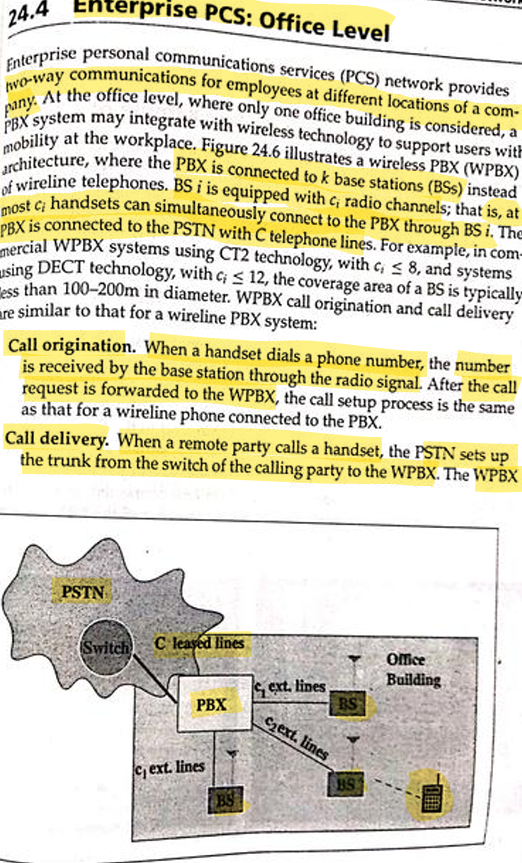 24.4 Enterprise PCS: Office Level
Enterprise personal communications services (PCS) network provides
two-way communications for employees at different locations of a com-
pany. At the office level, where only one office building is considered, a
PBX system may integrate with wireless technology to support users with
mobility at the workplace. Figure 24.6 illustrates a wireless PBX (WPBX)
architecture, where the PBX is connected to k base stations (BSs) instead
of wireline telephones. BS i is equipped with cᵢ radio channels; that is, at
most cᵢ handsets can simultaneously connect to the PBX through BS i. The
PBX is connected to the PSTN with C telephone lines. For example, in com-
mercial WPBX systems using CT2 technology, with cᵢ ≤ 8, and systems
using DECT technology, with cᵢ ≤ 12, the coverage area of a BS is typically
less than 100–200m in diameter. WPBX call origination and call delivery
are similar to that for a wireline PBX system:
Call origination. When a handset dials a phone number, the number
is received by the base station through the radio signal. After the call
request is forwarded to the WPBX, the call setup process is the same
as that for a wireline phone connected to the PBX.
Call delivery. When a remote party calls a handset, the PSTN sets up
the trunk from the switch of the calling party to the WPBX. The WPBX
PSTN
Switch
C leased lines
Office
Building
PBX
c₁ ext. lines
BS
c₂ ext. lines
cᵢ ext. lines
BS
BS